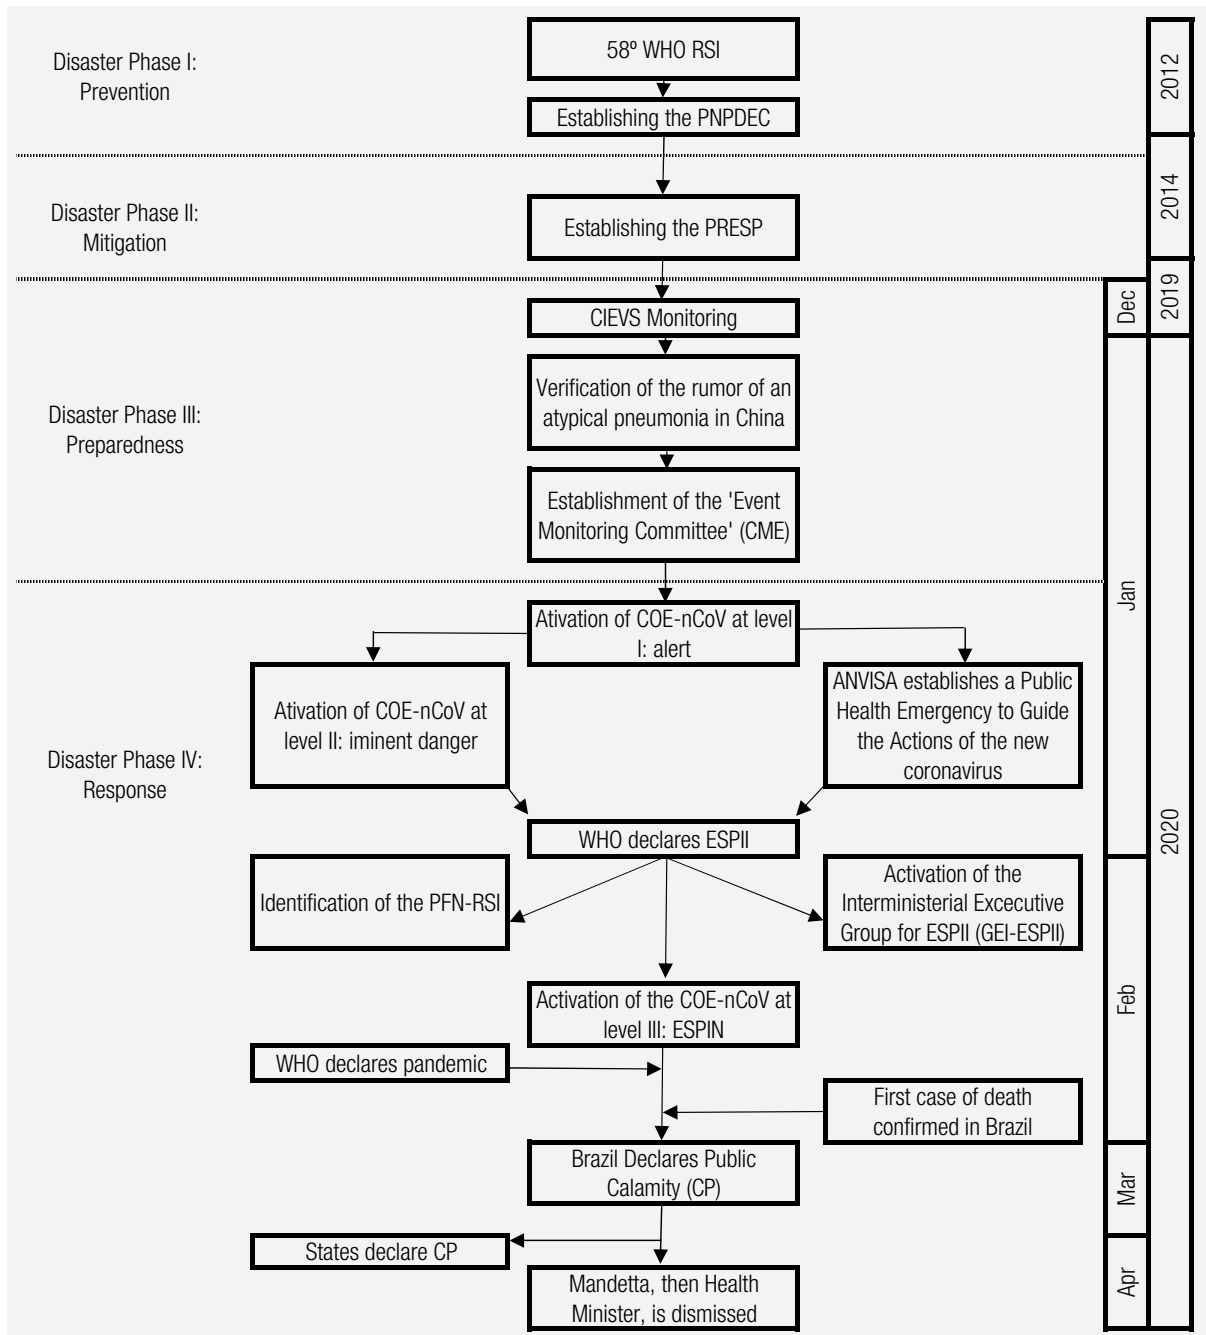 58º WHO RSI
Disaster Phase I:
Prevention
2012
Establishing the PNPDEC
Disaster Phase II:
Mitigation
Establishing the PRESP
2014
CIEVS Monitoring
Dec
2019
Verification of the rumor of an
atypical pneumonia in China
Disaster Phase III:
Preparedness
Establishment of the 'Event
Monitoring Committee' (CME)
Jan
Ativation of COE-nCoV at level
I: alert
Ativation of COE-nCoV at
level II: iminent danger
ANVISA establishes a Public
Health Emergency to Guide
the Actions of the new
coronavirus
Disaster Phase IV:
Response
WHO declares ESPII
2020
Identification of the PFN-RSI
Activation of the
Interministerial Excecutive
Group for ESPII (GEI-ESPII)
Activation of the COE-nCoV at
level III: ESPIN
Feb
WHO declares pandemic
First case of death
confirmed in Brazil
Brazil Declares Public
Calamity (CP)
Mar
States declare CP
Mandetta, then Health
Minister, is dismissed
Apr